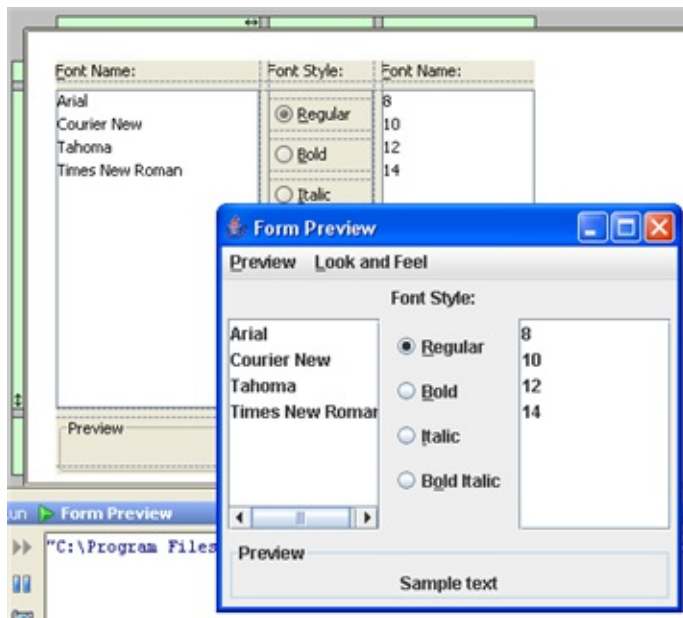 Font Name: Font Style: Font Name:
Arial
Courier New
Tahoma
Times New Roman
Regular
Bold
Italic
8
10
12
14
Preview
Form Preview
Preview Look and Feel
Font Style:
Arial
Courier New
Tahoma
Times New Roman
Regular
Bold
Italic
Bold Italic
8
10
12
14
Preview
Sample text
Form Preview
"C:\Program Files